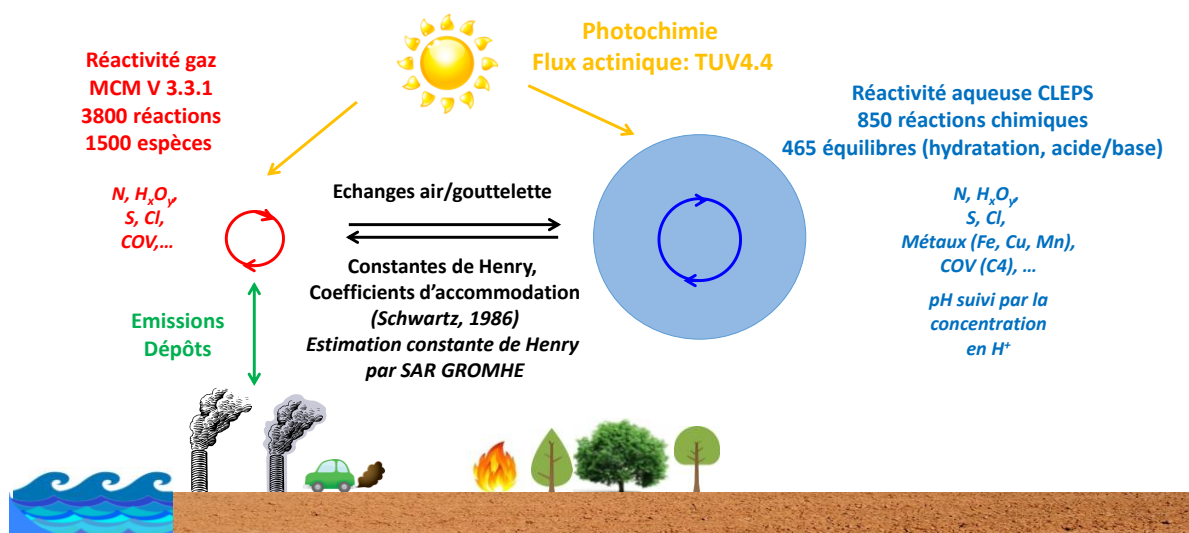 Photochimie
Flux actinique: TUV4.4
Réactivité gaz
MCM V 3.3.1
3800 réactions
1500 espèces
N, HxOy,
S, Cl,
COV,...
Echanges air/gouttelette
Constantes de Henry,
Coefficients d'accommodation
(Schwartz, 1986)
Estimation constante de Henry
par SAR GROMHE
Réactivité aqueuse CLEPS
850 réactions chimiques
465 équilibres (hydratation, acide/base)
N, HxOy,
S, Cl,
Métaux (Fe, Cu, Mn),
COV (C4), ...
pH suivi par la
concentration
en H⁺
Emissions
Dépôts